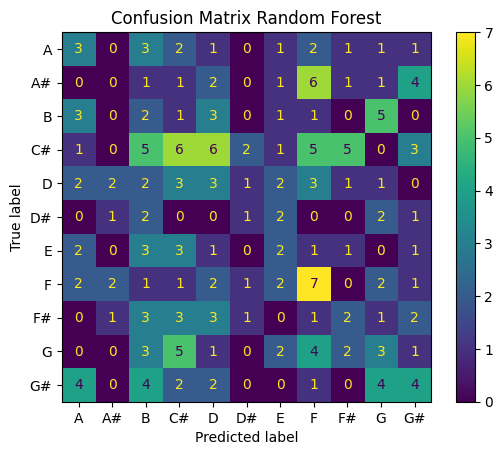 Confusion Matrix Random Forest
A 3 0 3 2 1 0 1 2 1 1 1
A# 0 0 1 1 2 0 1 6 1 1 4
B 3 0 2 1 3 0 1 1 0 5 0
C# 1 0 5 6 6 2 1 5 5 0 3
D 2 2 2 3 3 1 2 3 1 1 0
D# 0 1 2 0 0 1 2 0 0 2 1
E 2 0 3 3 1 0 2 1 1 0 1
F 2 2 1 1 2 1 2 7 0 2 1
F# 0 1 3 3 3 1 0 1 2 1 2
G 0 0 3 5 1 0 2 4 2 3 1
G# 4 0 4 2 2 0 0 1 0 4 4
A A# B C# D D# E F F# G G#
Predicted label
True label
7
6
5
4
3
2
1
0